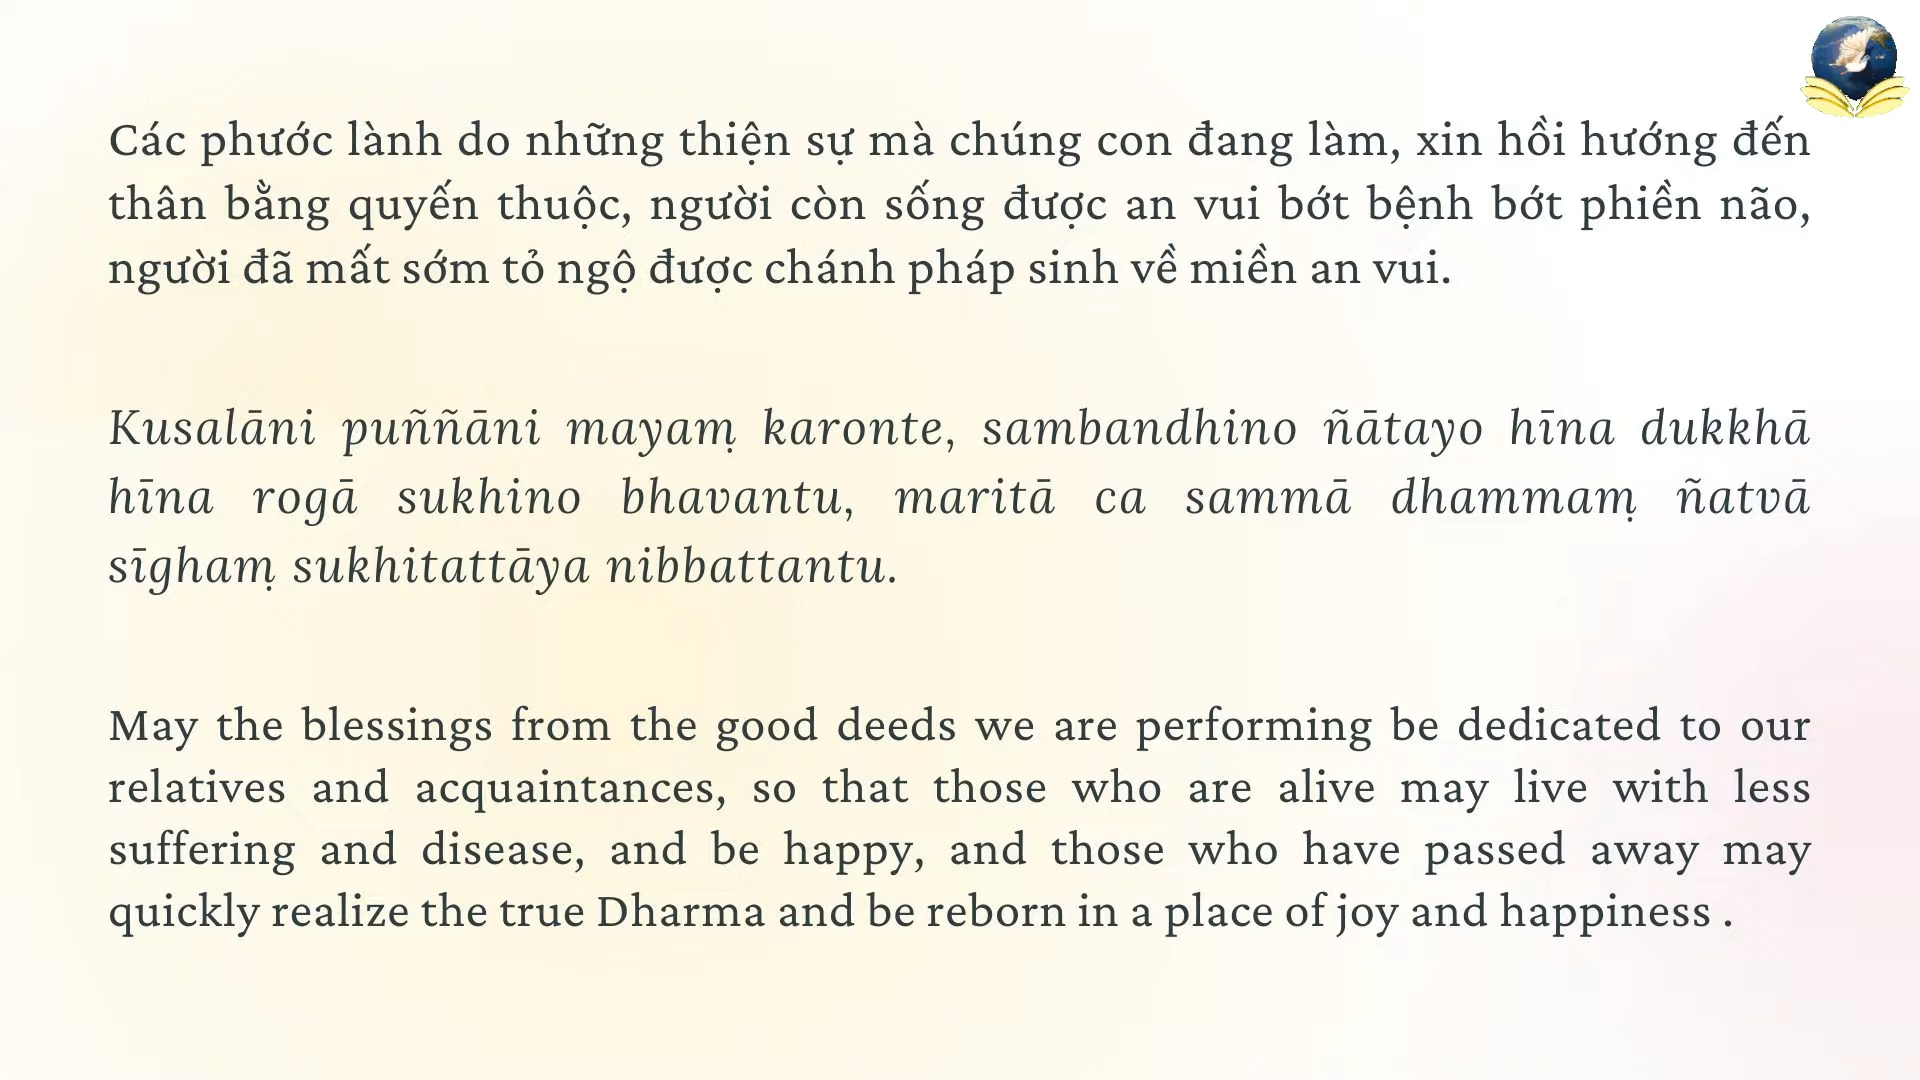 Các phước lành do những thiện sự mà chúng con đang làm, xin hồi hướng đến
thân bằng quyến thuộc, người còn sống được an vui bớt bệnh bớt phiền não,
người đã mất sớm tỏ ngộ được chánh pháp sinh về miền an vui.
Kusalāni puññāni mayaṃ karonte, sambandhino ñātayo hīna dukkhā
hīna rogā sukhino bhavantu, maritā ca sammā dhammaṃ ñatvā
sīghaṃ sukhitattāya nibbattantu.
May the blessings from the good deeds we are performing be dedicated to our
relatives and acquaintances, so that those who are alive may live with less
suffering and disease, and be happy, and those who have passed away may
quickly realize the true Dharma and be reborn in a place of joy and happiness .